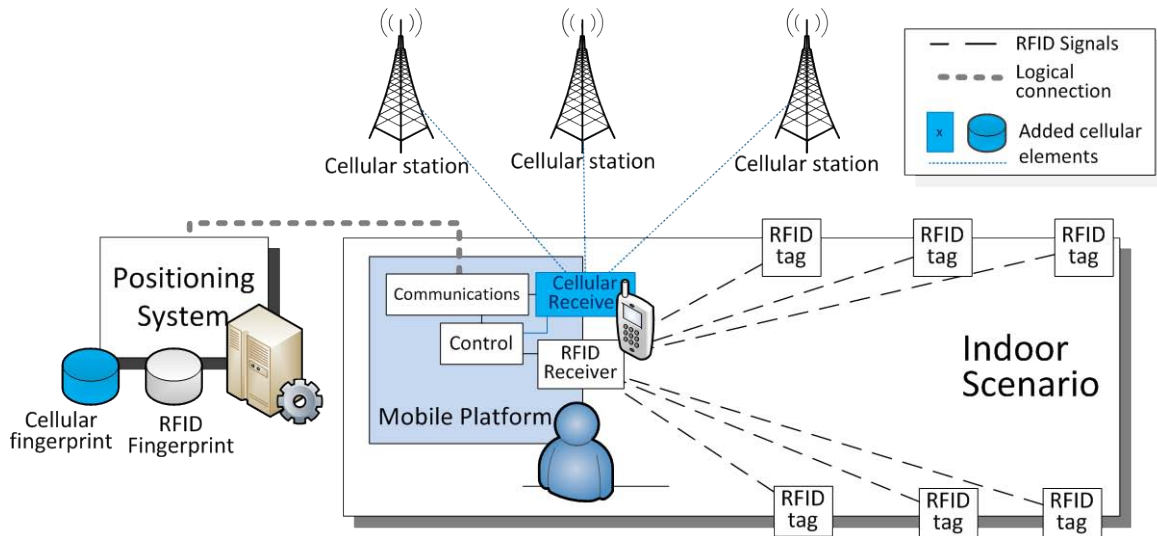 RFID Signals
Logical
connection
x
Added cellular
elements
Cellular station
Cellular station
Cellular station
Positioning
System
Cellular
fingerprint
RFID
Fingerprint
Communications
Cellular
Receiver
Control
RFID
Receiver
Mobile Platform
RFID
tag
RFID
tag
RFID
tag
Indoor
Scenario
RFID
tag
RFID
tag
RFID
tag